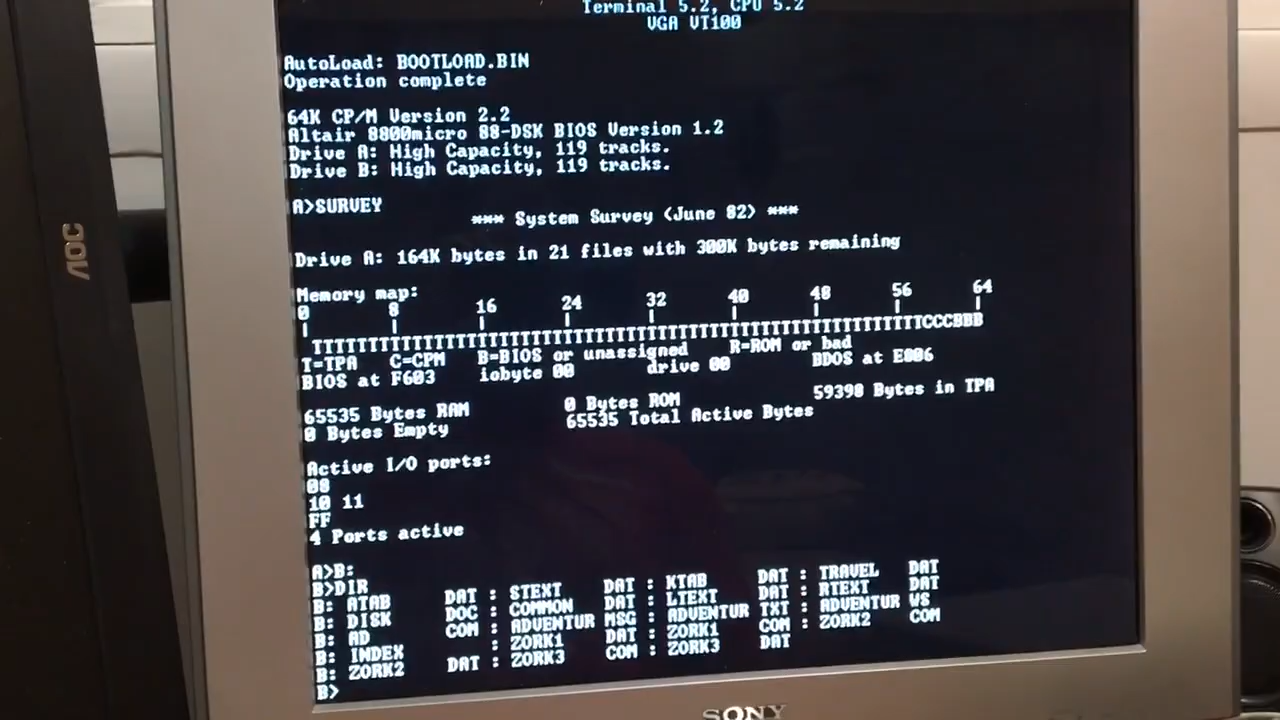 Terminal 5.2, CPU 5.2
VGA VT100
AutoLoad: BOOTLOAD.BIN
Operation complete
64K CP/M Version 2.2
Altair 8800micro 88-DSK BIOS Version 1.2
Drive A: High Capacity, 119 tracks.
Drive B: High Capacity, 119 tracks.
A>SURVEY
*** System Survey (June 82) ***
Drive A: 164K bytes in 21 files with 300K bytes remaining
Memory map:
0 8 16 24 32 40 48 56 64
TTTTTTTTTTTTTTTTTTTTTTTTTTTTTTTTTTTTTTTTTTTTTTTTTTTTTTTTTTCCCBBB
T=TPA C=CPM B=BIOS or unassigned R=ROM or bad
BIOS at F603 iobyte 00 drive 00 BDOS at E806
65535 Bytes RAM 0 Bytes ROM 59398 Bytes in TPA
0 Bytes Empty 65535 Total Active Bytes
Active I/O ports:
08
10 11
FF
4 Ports active
A>B:
B>DIR
B: ATAB DAT : STEXT DAT : KTAB DAT : TRAVEL DAT
B: DISK DOC : COMMON DAT : LTEXT DAT : RTEXT DAT
B: AD COM : ADVENTUR MSG : ADVENTUR TXT : ADVENTUR WS
B: INDEX : ZORK1 DAT : ZORK1 COM : ZORK2 COM
B: ZORK2 DAT : ZORK3 COM : ZORK3 DAT
B>
SONY
AOC